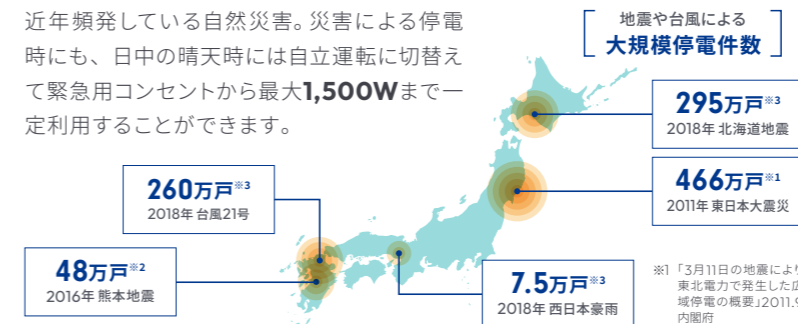 近年頻発している自然災害。災害による停電
時にも、日中の晴天時には自立運転に切替え
て緊急用コンセントから最大1,500Wまで一
定利用することができます。
地震や台風による
大規模停電件数
295万戸※3
2018年 北海道地震
466万戸※1
2011年 東日本大震災
260万戸※3
2018年 台風21号
48万戸※2
2016年 熊本地震
7.5万戸※3
2018年 西日本豪雨
※1「3月11日の地震により
東北電力で発生した広
域停電の概要」2011.9
内閣府